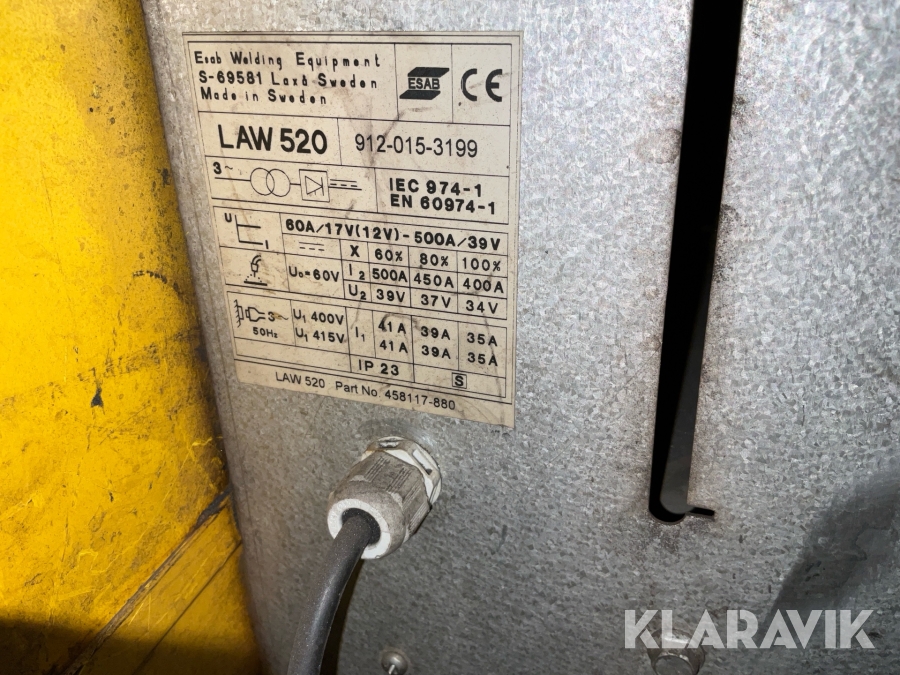 Esab Welding Equipment
S-69581 Laxå Sweden
Made in Sweden
ESAB
CE
LAW 520
912-015-3199
3~
IEC 974-1
EN 60974-1
U
I
60A/17V(12V)-500A/39V
X 60% 80% 100%
U₀=60V
I₂ 500A 450A 400A
U₂ 39V 37V 34V
3~
50Hz
U₁ 400V I₁ 41A 39A 35A
U₁ 415V 41A 39A 35A
IP 23
S
LAW 520 Part No. 458117-880
KLARAVIK